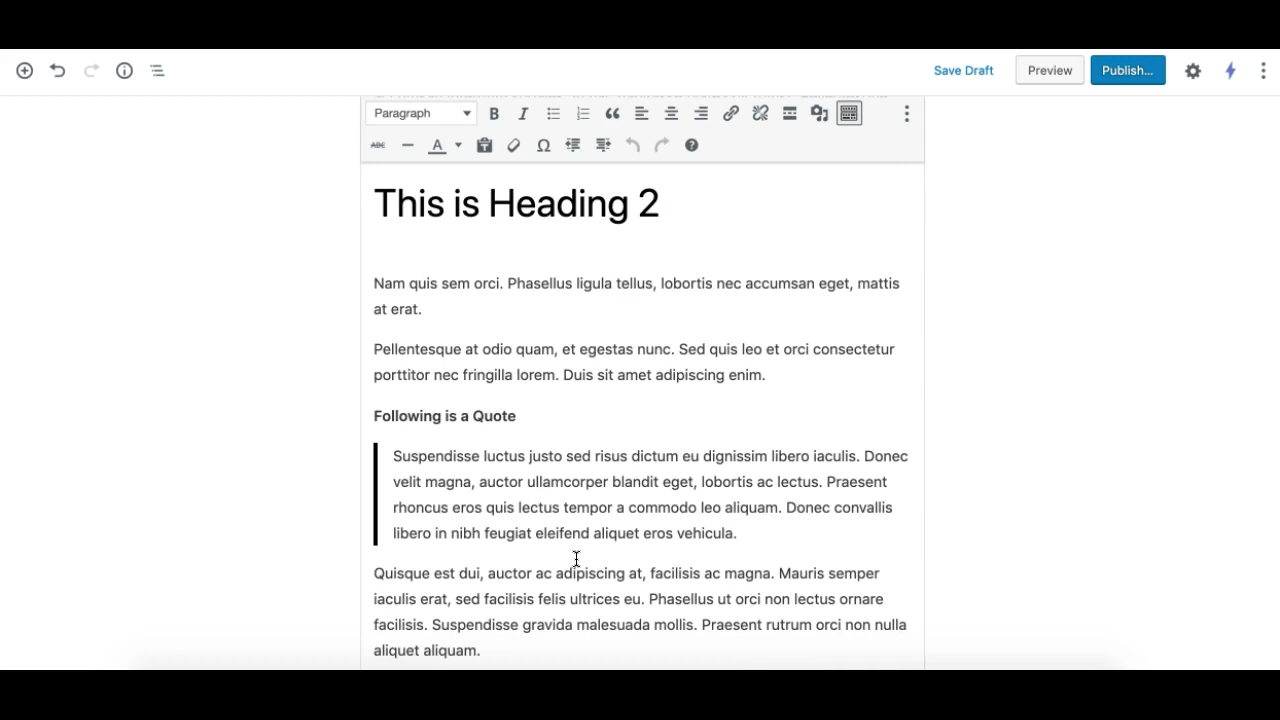 Save Draft Preview Publish...
Paragraph B I
ABC A Ω
This is Heading 2
Nam quis sem orci. Phasellus ligula tellus, lobortis nec accumsan eget, mattis
at erat.
Pellentesque at odio quam, et egestas nunc. Sed quis leo et orci consectetur
porttitor nec fringilla lorem. Duis sit amet adipiscing enim.
Following is a Quote
Suspendisse luctus justo sed risus dictum eu dignissim libero iaculis. Donec
velit magna, auctor ullamcorper blandit eget, lobortis ac lectus. Praesent
rhoncus eros quis lectus tempor a commodo leo aliquam. Donec convallis
libero in nibh feugiat eleifend aliquet eros vehicula.
Quisque est dui, auctor ac adipiscing at, facilisis ac magna. Mauris semper
iaculis erat, sed facilisis felis ultrices eu. Phasellus ut orci non lectus ornare
facilisis. Suspendisse gravida malesuada mollis. Praesent rutrum orci non nulla
aliquet aliquam.